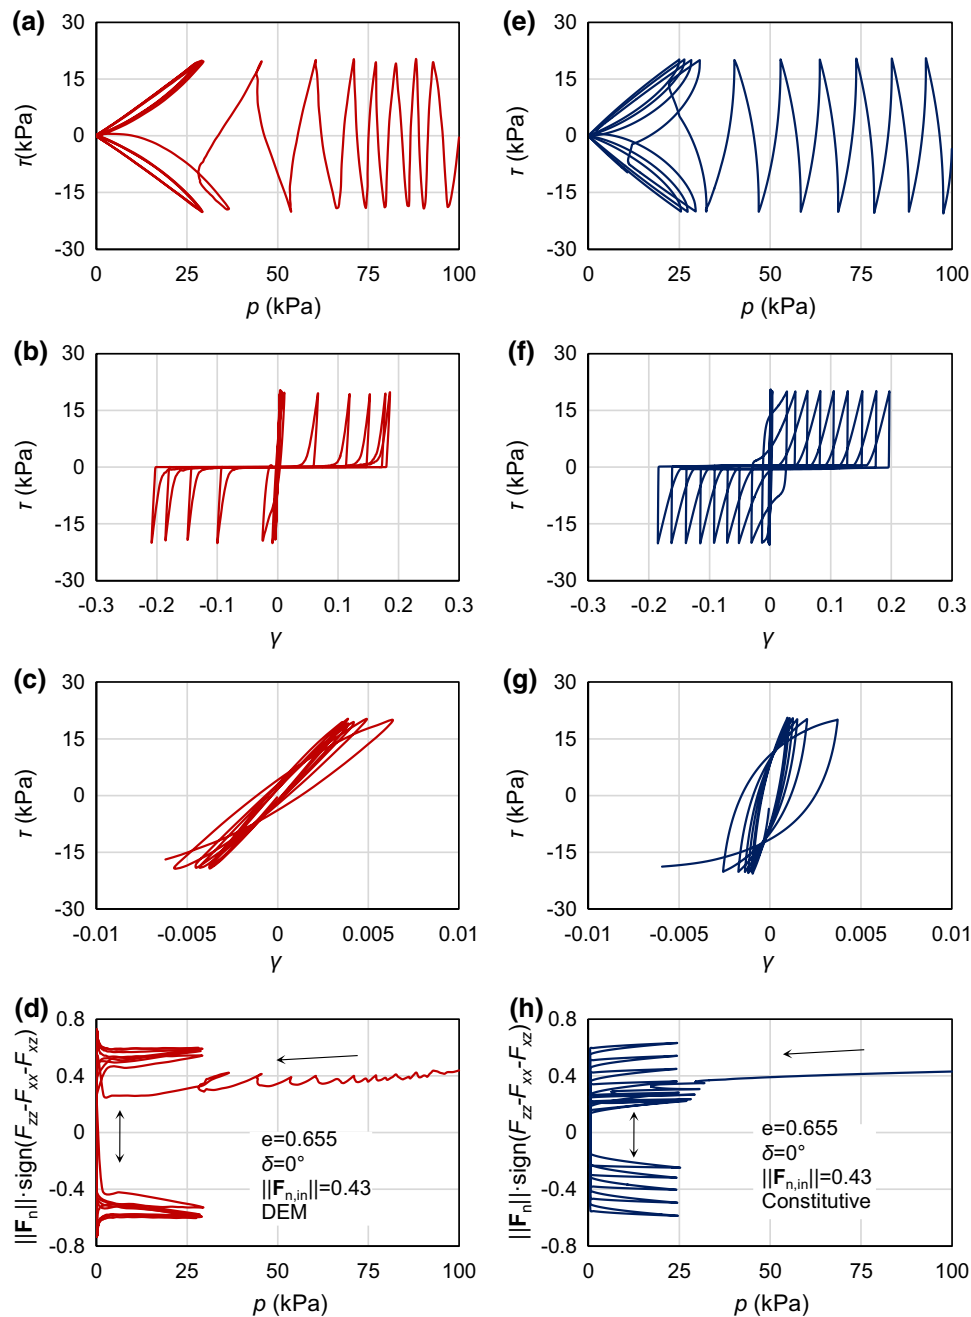 (a)
30
15
0
-15
-30
τ(kPa)
0 25 50 75 100
p (kPa)
(e)
30
15
0
-15
-30
τ (kPa)
0 25 50 75 100
p (kPa)
(b)
30
15
0
-15
-30
τ (kPa)
-0.3 -0.2 -0.1 0 0.1 0.2 0.3
γ
(f)
30
15
0
-15
-30
τ (kPa)
-0.3 -0.2 -0.1 0 0.1 0.2 0.3
γ
(c)
30
15
0
-15
-30
τ (kPa)
-0.01 -0.005 0 0.005 0.01
γ
(g)
30
15
0
-15
-30
τ (kPa)
-0.01 -0.005 0 0.005 0.01
γ
(d)
0.8
0.4
0
-0.4
-0.8
||Fn||·sign(Fzz-Fxx-Fxz)
e=0.655
δ=0°
||Fn,in||=0.43
DEM
0 25 50 75 100
p (kPa)
(h)
0.8
0.4
0
-0.4
-0.8
||Fn||·sign(Fzz-Fxx-Fxz)
e=0.655
δ=0°
||Fn,in||=0.43
Constitutive
0 25 50 75 100
p (kPa)